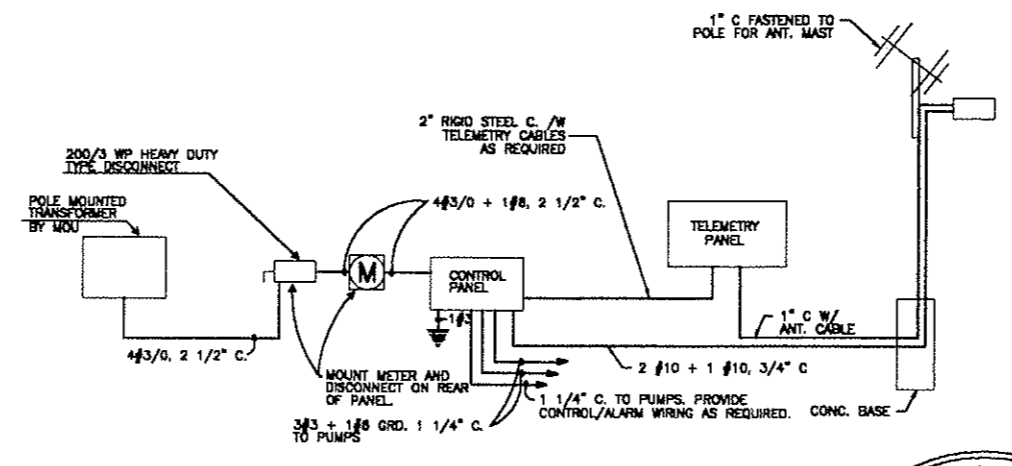 1" C FASTENED TO
POLE FOR ANT. MAST
2" RIGID STEEL C. /W
TELEMETRY CABLES
AS REQUIRED
200/3 WP HEAVY DUTY
TYPE DISCONNECT
POLE MOUNTED
TRANSFORMER
BY MOU
4#3/0 + 1#8, 2 1/2" C.
TELEMETRY
PANEL
M
CONTROL
PANEL
1#3
1" C W/
ANT. CABLE
4#3/0, 2 1/2" C.
2 #10 + 1 #10, 3/4" C
MOUNT METER AND
DISCONNECT ON REAR
OF PANEL.
1 1/4" C. TO PUMPS. PROVIDE
CONTROL/ALARM WIRING AS REQUIRED.
CONC. BASE
3#3 + 1#8 GRD. 1 1/4" C.
TO PUMPS